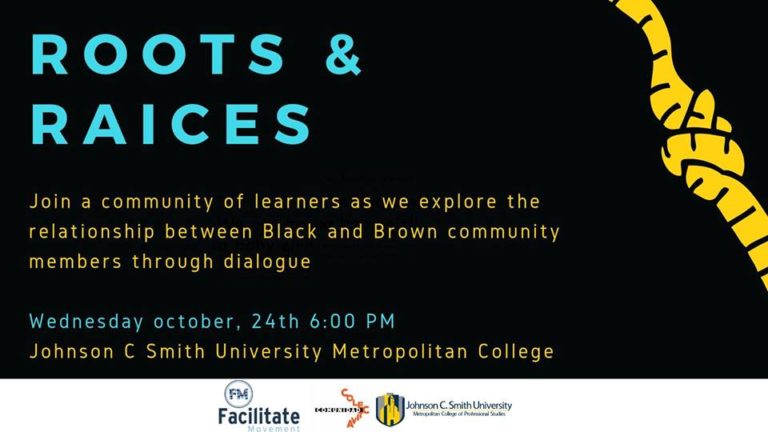 ROOTS &
RAICES
Join a community of learners as we explore the
relationship between Black and Brown community
members through dialogue
Wednesday october, 24th 6:00 PM
Johnson C Smith University Metropolitan College
FM
Facilitate
Movement
COMUNIDAD
COLECTIVA
Johnson C. Smith University
Metropolitan College of Professional Studies